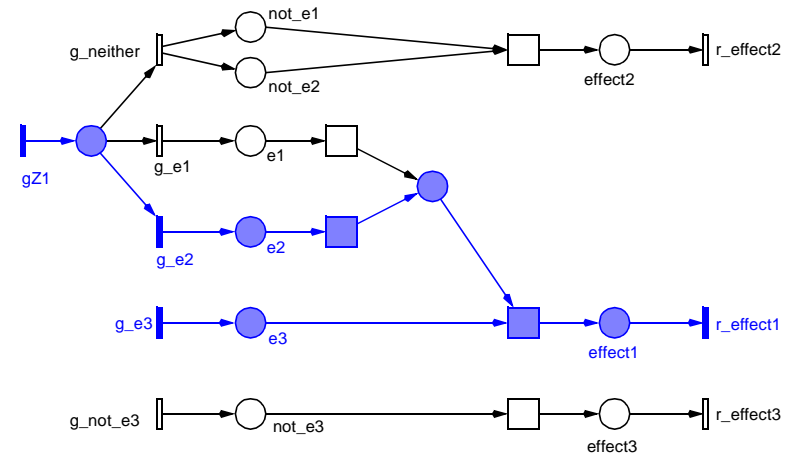 not_e1
g_neither
r_effect2
effect2
not_e2
g_e1
e1
gZ1
e2
g_e2
g_e3
r_effect1
e3
effect1
g_not_e3
r_effect3
not_e3
effect3